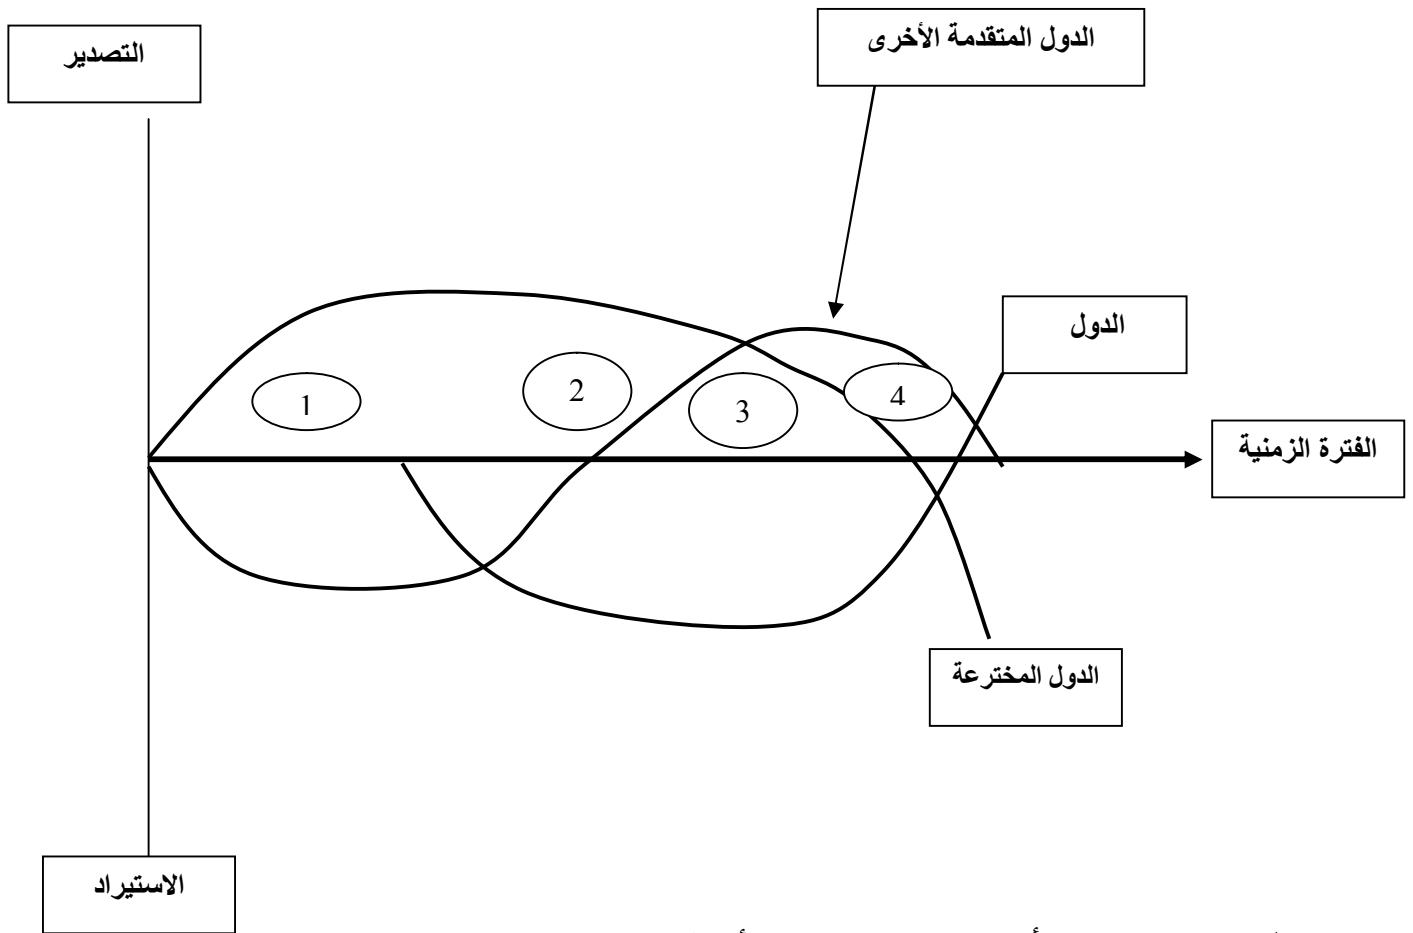 الدول المتقدمة الأخرى
التصدير
الدول
1
2
3
4
الفترة الزمنية
الدول المخترعة
الاستيراد